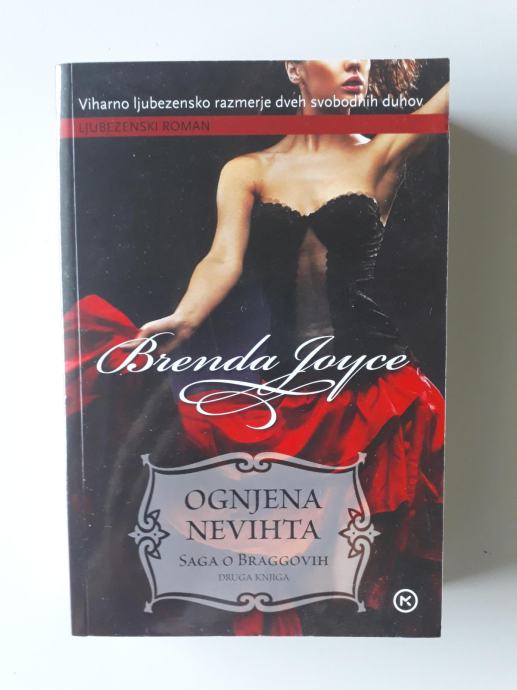 Viharno ljubezensko razmerje dveh svobodnih duhov
LJUBEZENSKI ROMAN
Brenda Joyce
OGNJENA
NEVIHTA
SAGA O BRAGGOVIH
DRUGA KNJIGA